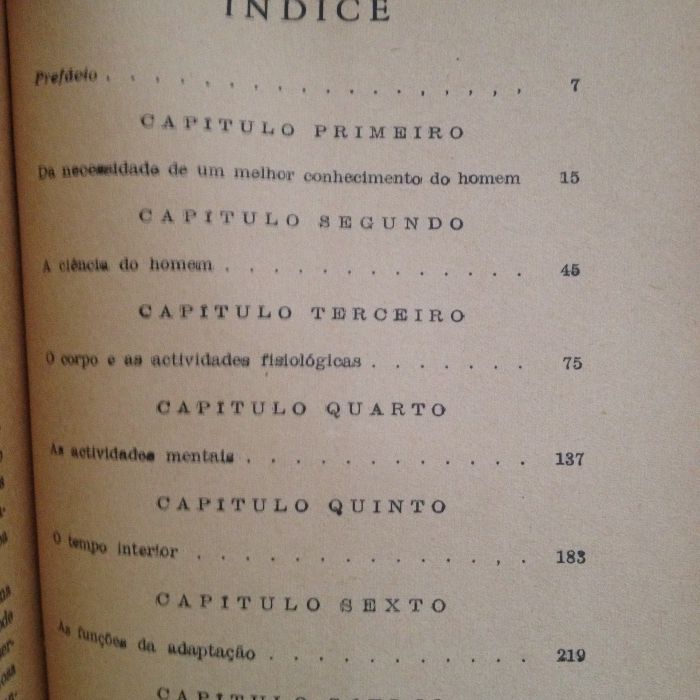 ÍNDICE
Prefácio . . . . . . . . . . . . . . . . . . 7
CAPÍTULO PRIMEIRO
Da necessidade de um melhor conhecimento do homem 15
CAPÍTULO SEGUNDO
A ciência do homem . . . . . . . . . . . . . 45
CAPÍTULO TERCEIRO
O corpo e as actividades fisiológicas . . . . . . . 75
CAPÍTULO QUARTO
As actividades mentais . . . . . . . . . . . . 137
CAPÍTULO QUINTO
O tempo interior . . . . . . . . . . . . . . 183
CAPÍTULO SEXTO
As funções da adaptação . . . . . . . . . . . 219